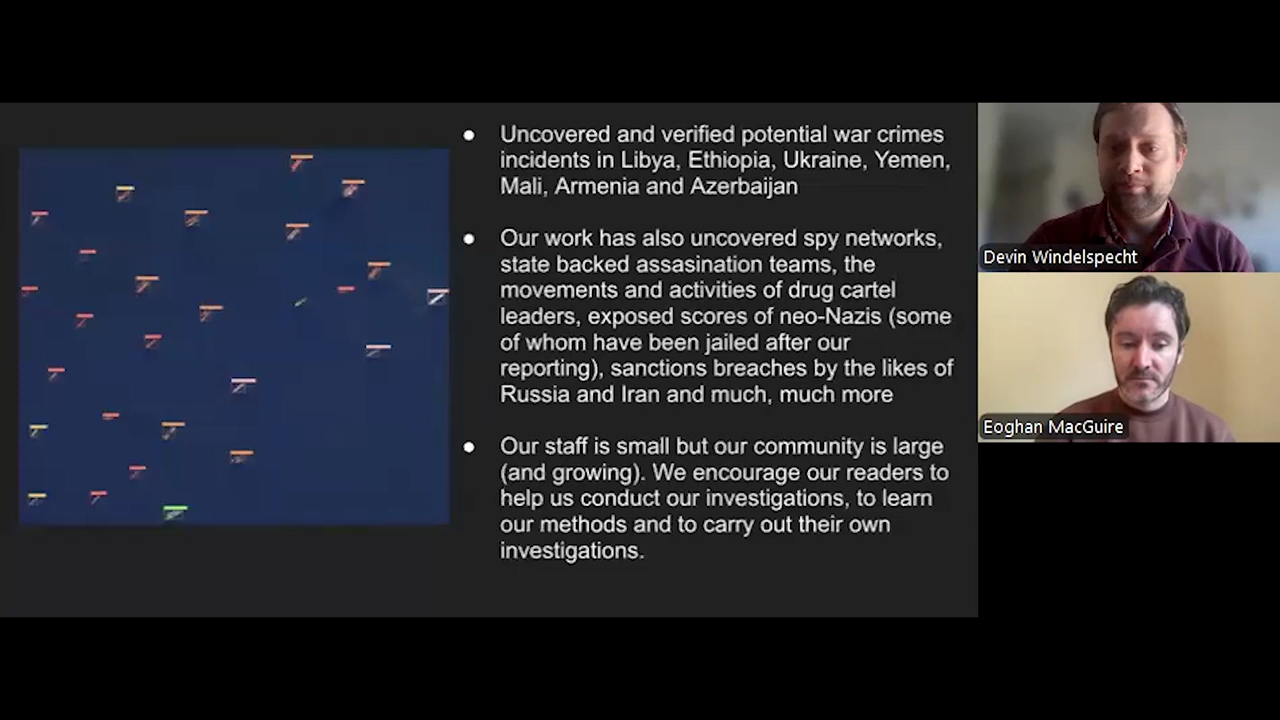 Uncovered and verified potential war crimes
incidents in Libya, Ethiopia, Ukraine, Yemen,
Mali, Armenia and Azerbaijan
Our work has also uncovered spy networks,
state backed assasination teams, the
movements and activities of drug cartel
leaders, exposed scores of neo-Nazis (some
of whom have been jailed after our
reporting), sanctions breaches by the likes of
Russia and Iran and much, much more
Our staff is small but our community is large
(and growing). We encourage our readers to
help us conduct our investigations, to learn
our methods and to carry out their own
investigations.
Devin Windelspecht
Eoghan MacGuire